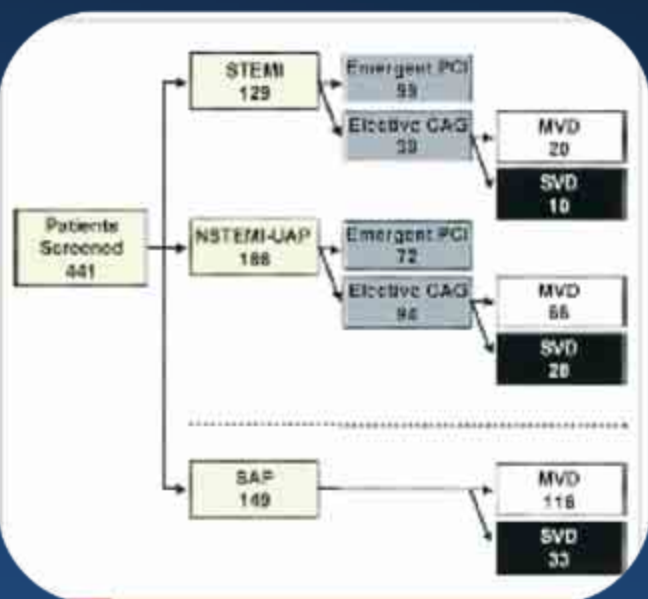 STEMI
129
Emergent PCI
99
Elective CAG
30
MVD
20
SVD
10
Patients
Screened
441
NSTEMI-UAP
166
Emergent PCI
72
Elective CAG
94
MVD
66
SVD
28
SAP
149
MVD
116
SVD
33